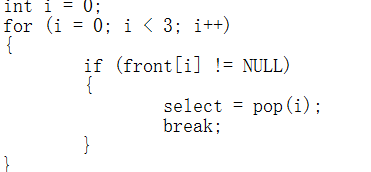 int i = 0;
for (i = 0; i < 3; i++)
{
        if (front[i] != NULL)
        {
                select = pop(i);
                break;
        }
}